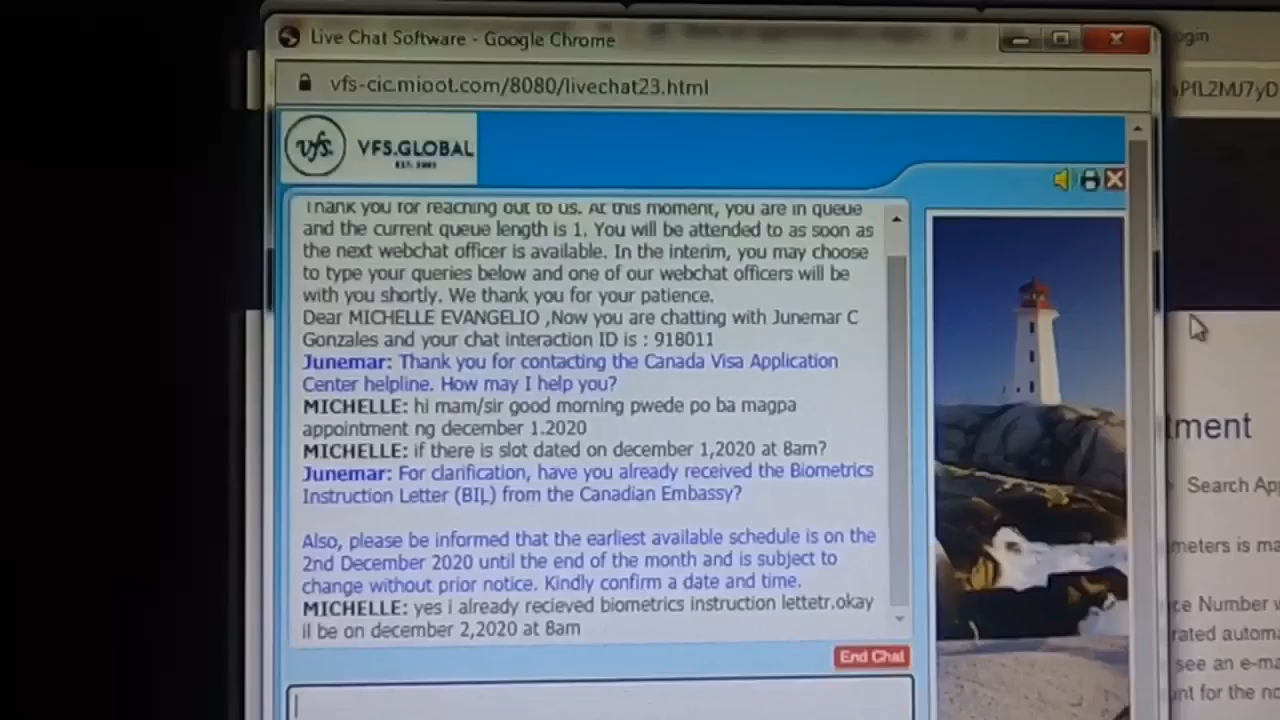 Live Chat Software - Google Chrome
vfs-cic.mioot.com/8080/livechat23.html
vfs.
VFS.GLOBAL
EST. 2001
Thank you for reaching out to us. At this moment, you are in queue
and the current queue length is 1. You will be attended to as soon as
the next webchat officer is available. In the interim, you may choose
to type your queries below and one of our webchat officers will be
with you shortly. We thank you for your patience.
Dear MICHELLE EVANGELIO ,Now you are chatting with Junemar C
Gonzales and your chat interaction ID is : 918011
Junemar: Thank you for contacting the Canada Visa Application
Center helpline. How may I help you?
MICHELLE: hi mam/sir good morning pwede po ba magpa
appointment ng december 1.2020
MICHELLE: if there is slot dated on december 1,2020 at 8am?
Junemar: For clarification, have you already received the Biometrics
Instruction Letter (BIL) from the Canadian Embassy?
Also, please be informed that the earliest available schedule is on the
2nd December 2020 until the end of the month and is subject to
change without prior notice. Kindly confirm a date and time.
MICHELLE: yes i already recieved biometrics instruction lettetr.okay
il be on december 2,2020 at 8am
End Chat
ogin
PfL2MJ7yD
tment
Search Ap
meters is ma
ce Number
rated autom
see an e-ma
nt for the no